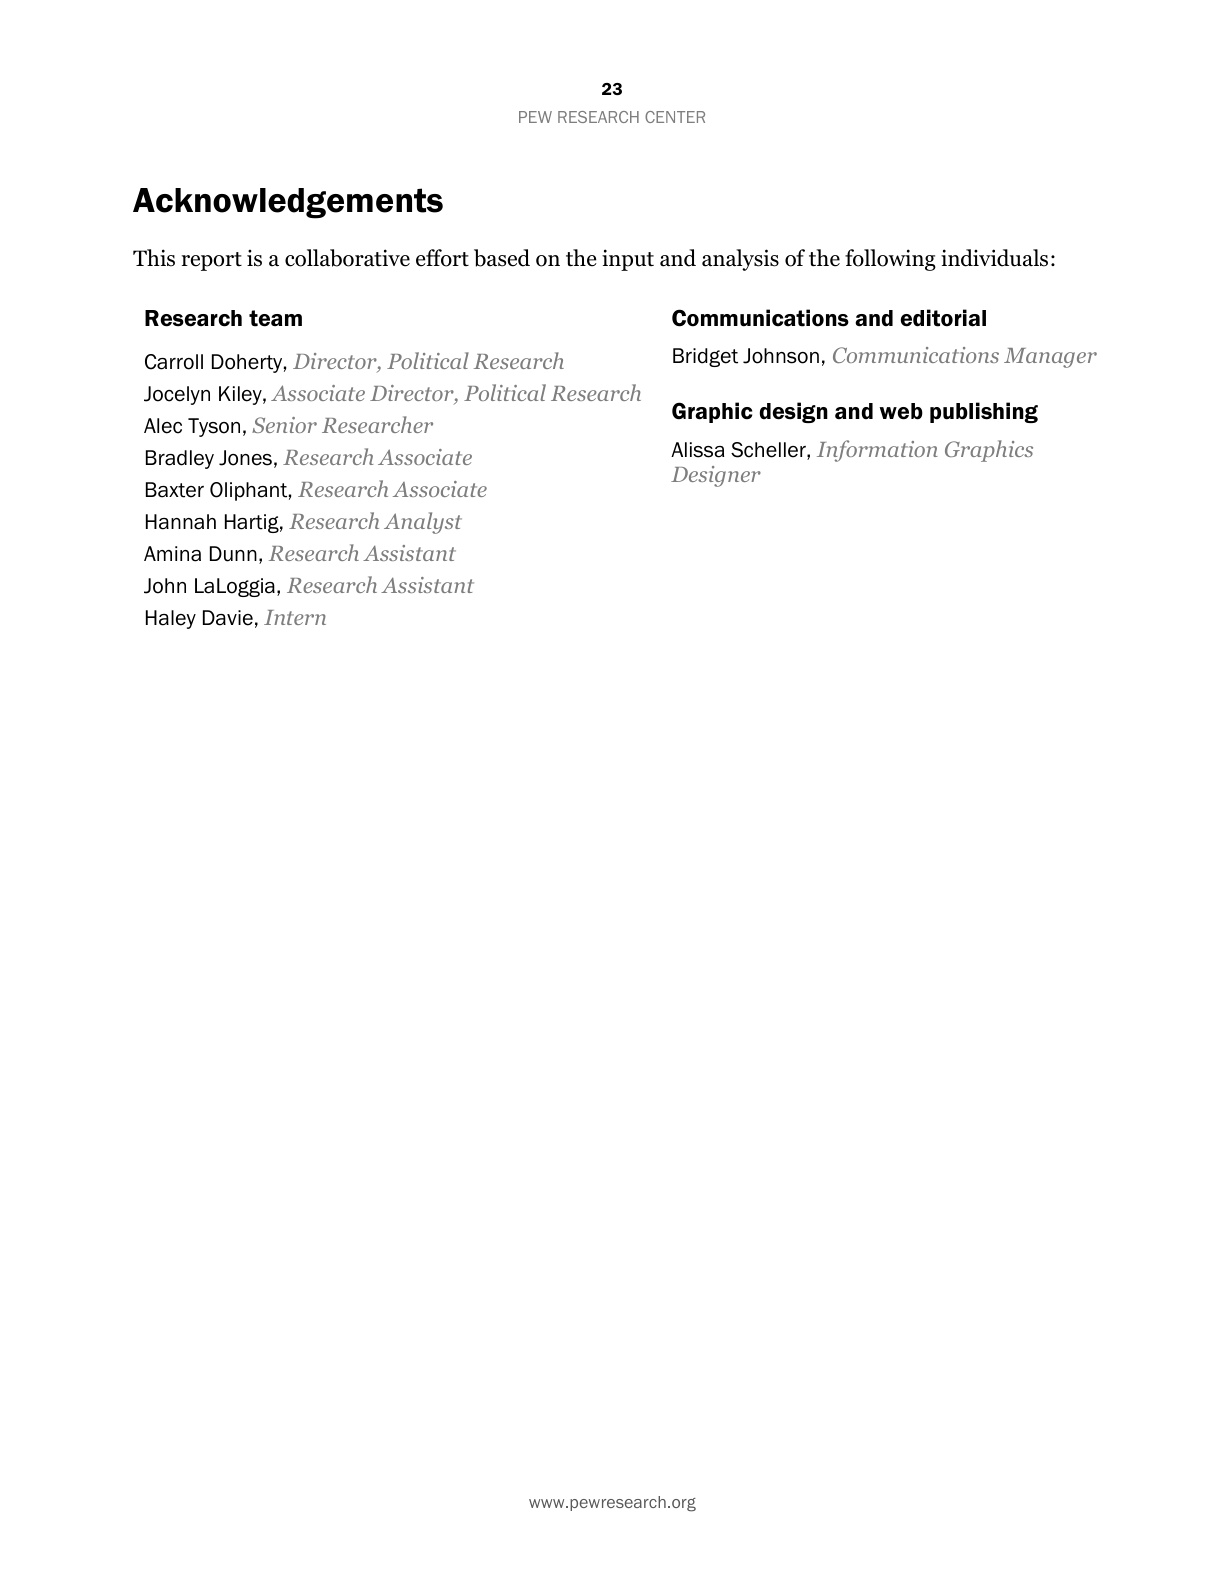 23
PEW RESEARCH CENTER
Acknowledgements
This report is a collaborative effort based on the input and analysis of the following individuals:
Research team
Carroll Doherty, Director, Political Research
Jocelyn Kiley, Associate Director, Political Research
Alec Tyson, Senior Researcher
Bradley Jones, Research Associate
Baxter Oliphant, Research Associate
Hannah Hartig, Research Analyst
Amina Dunn, Research Assistant
John LaLoggia, Research Assistant
Haley Davie, Intern
Communications and editorial
Bridget Johnson, Communications Manager
Graphic design and web publishing
Alissa Scheller, Information Graphics
Designer
www.pewresearch.org